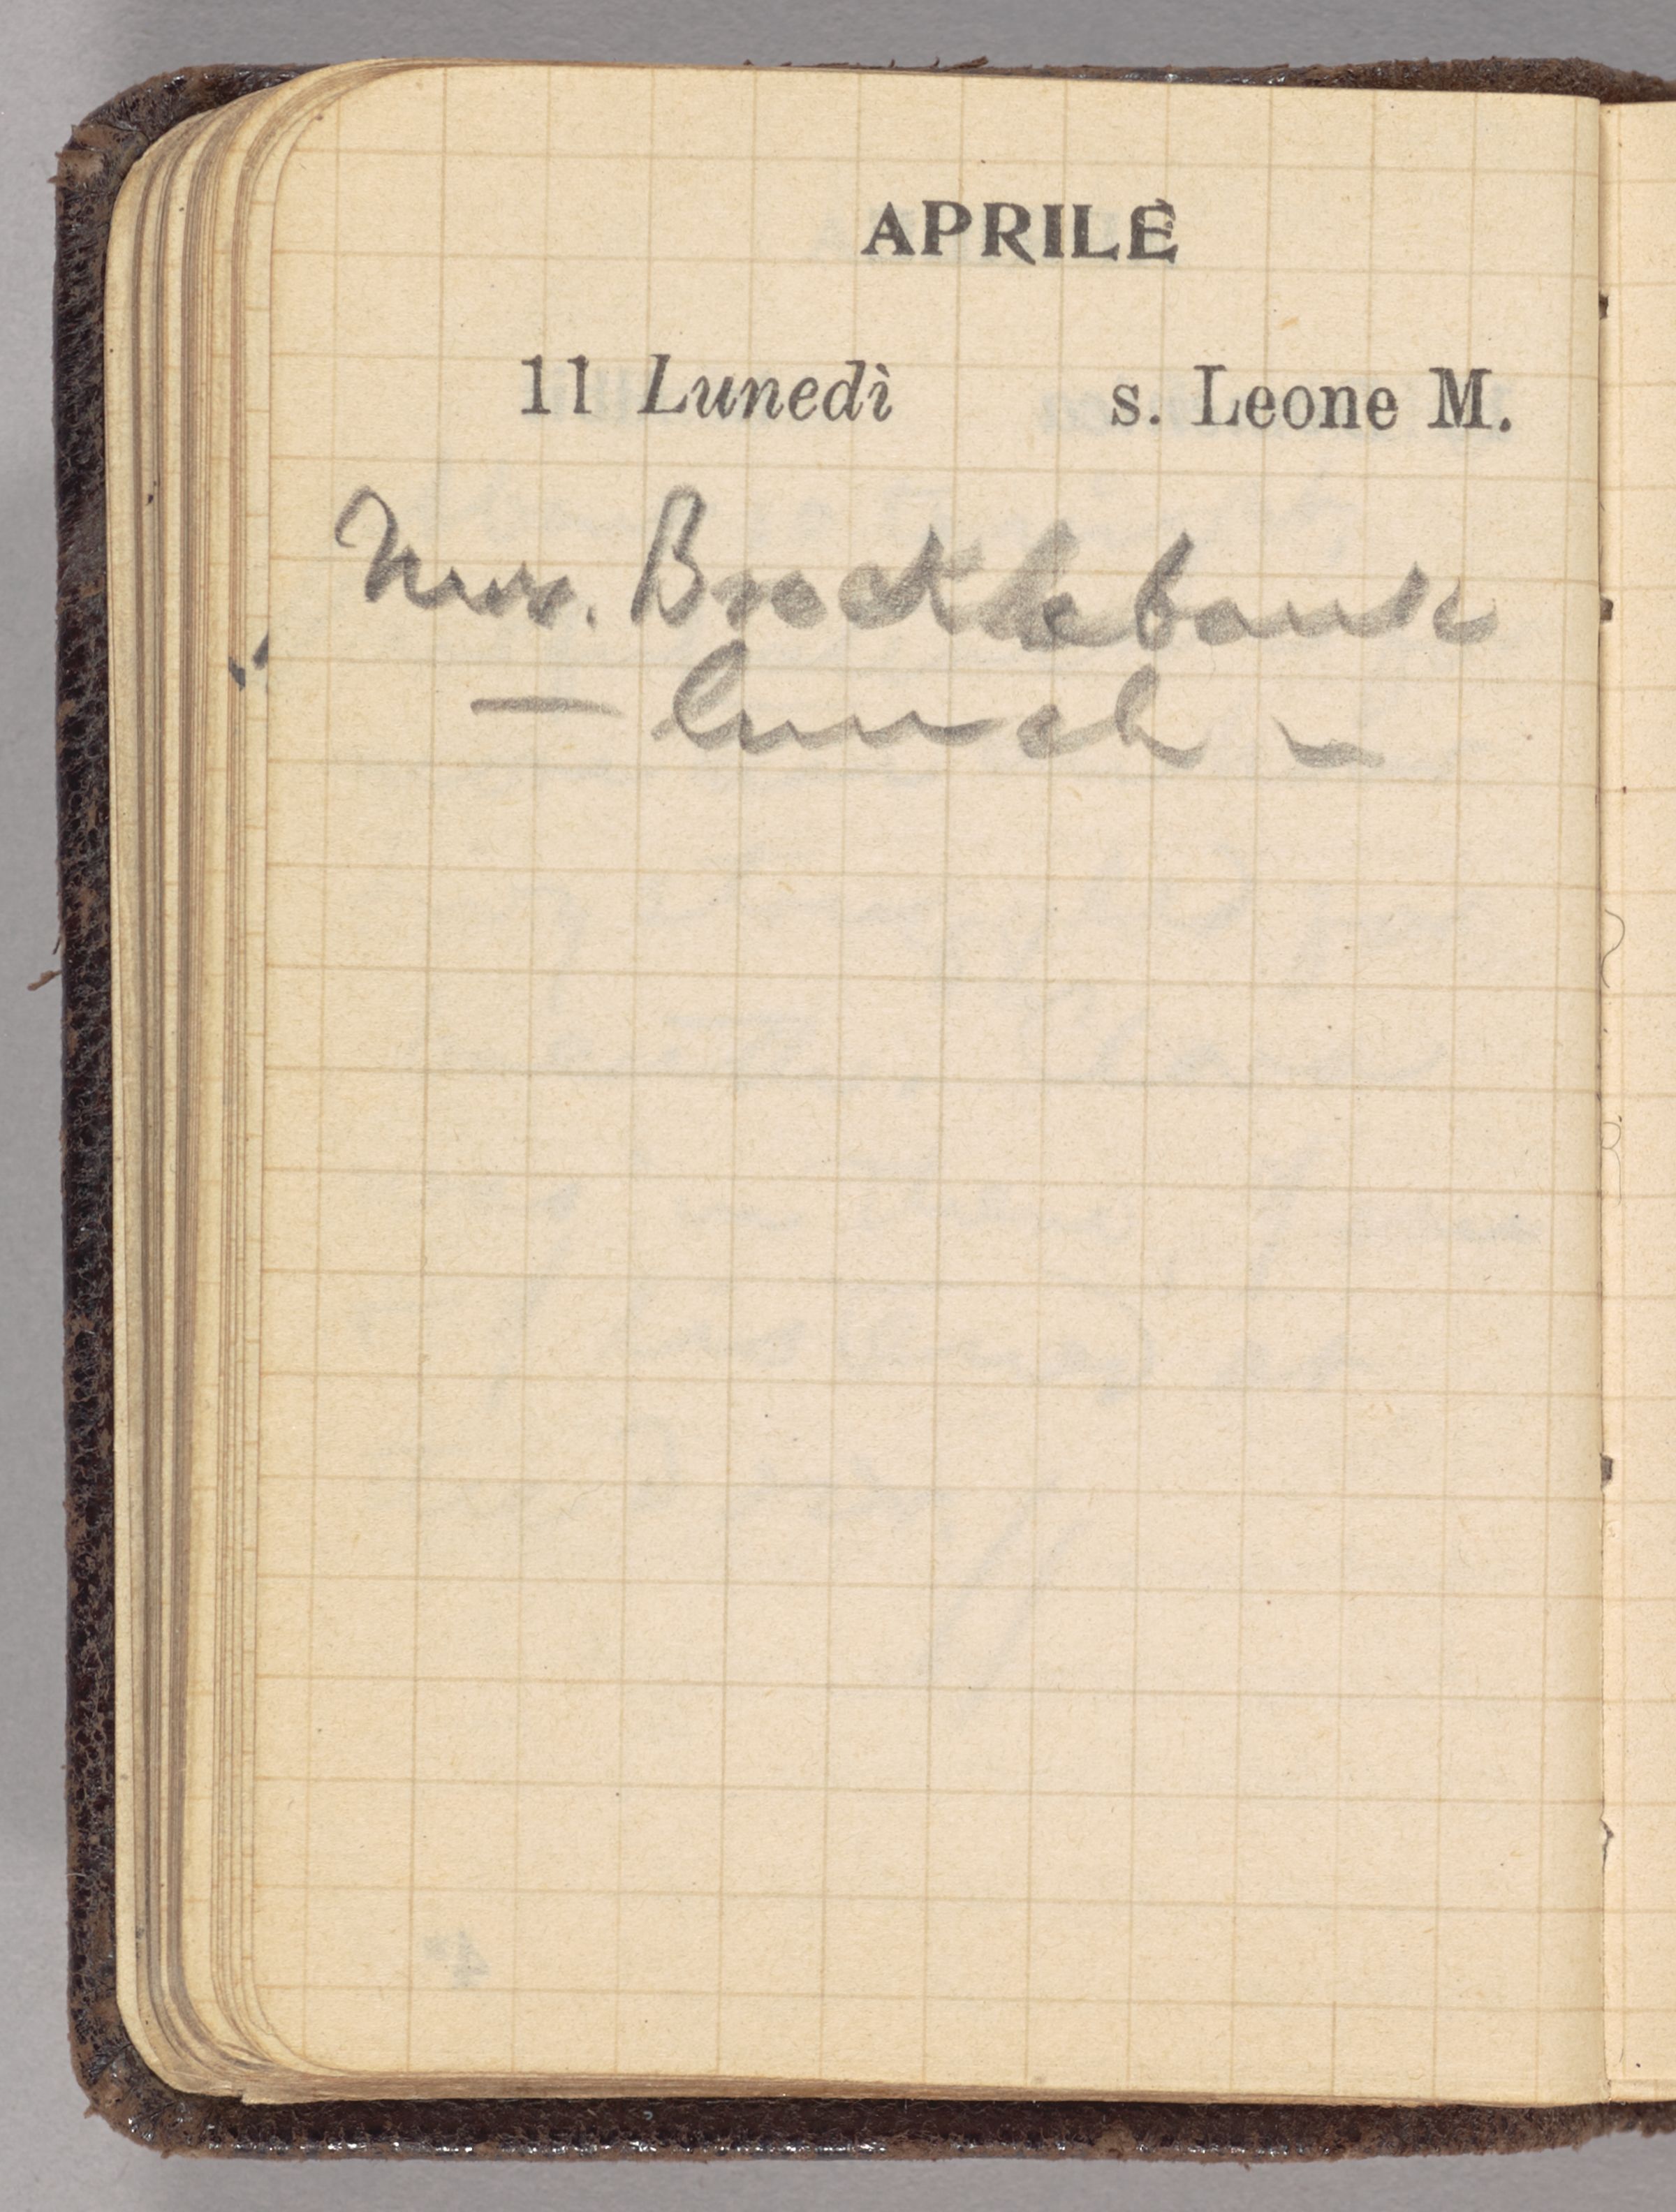 APRILE
11 Lunedì s. Leone M.
Mrs. Brocklebank
— lunch –